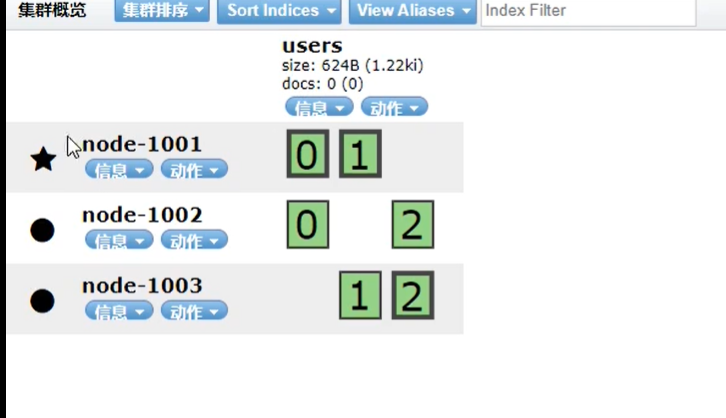 集群概览 集群排序 Sort Indices View Aliases Index Filter
users
size: 624B (1.22ki)
docs: 0 (0)
信息 动作
node-1001 0 1
信息 动作
node-1002 0 2
信息 动作
node-1003 1 2
信息 动作